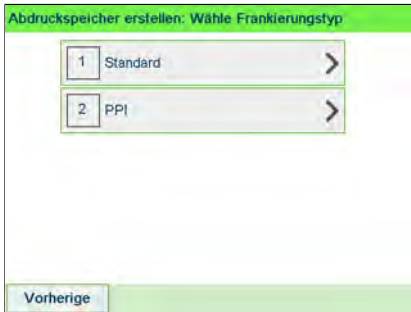 Abdruckspeicher erstellen: Wähle Frankierungstyp
1 Standard
2 PPI
Vorherige